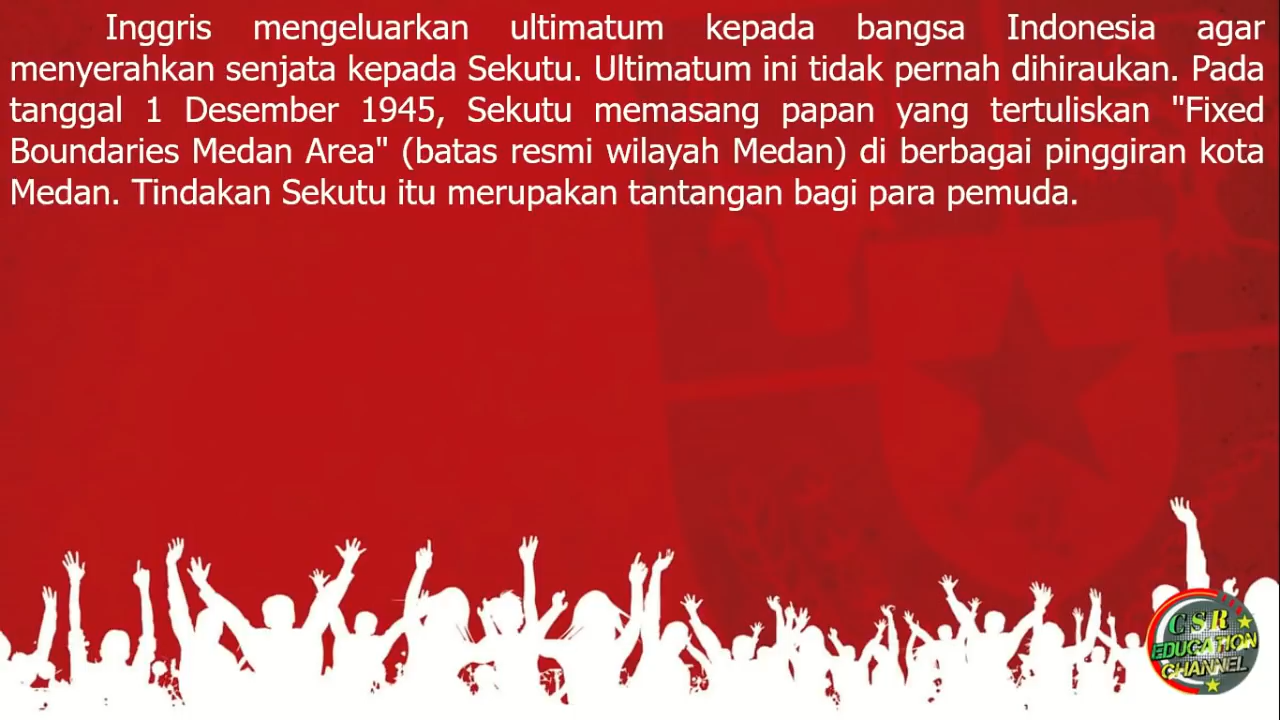 Inggris mengeluarkan ultimatum kepada bangsa Indonesia agar
menyerahkan senjata kepada Sekutu. Ultimatum ini tidak pernah dihiraukan. Pada
tanggal 1 Desember 1945, Sekutu memasang papan yang tertuliskan "Fixed
Boundaries Medan Area" (batas resmi wilayah Medan) di berbagai pinggiran kota
Medan. Tindakan Sekutu itu merupakan tantangan bagi para pemuda.
CSR
EDUCATION
CHANNEL